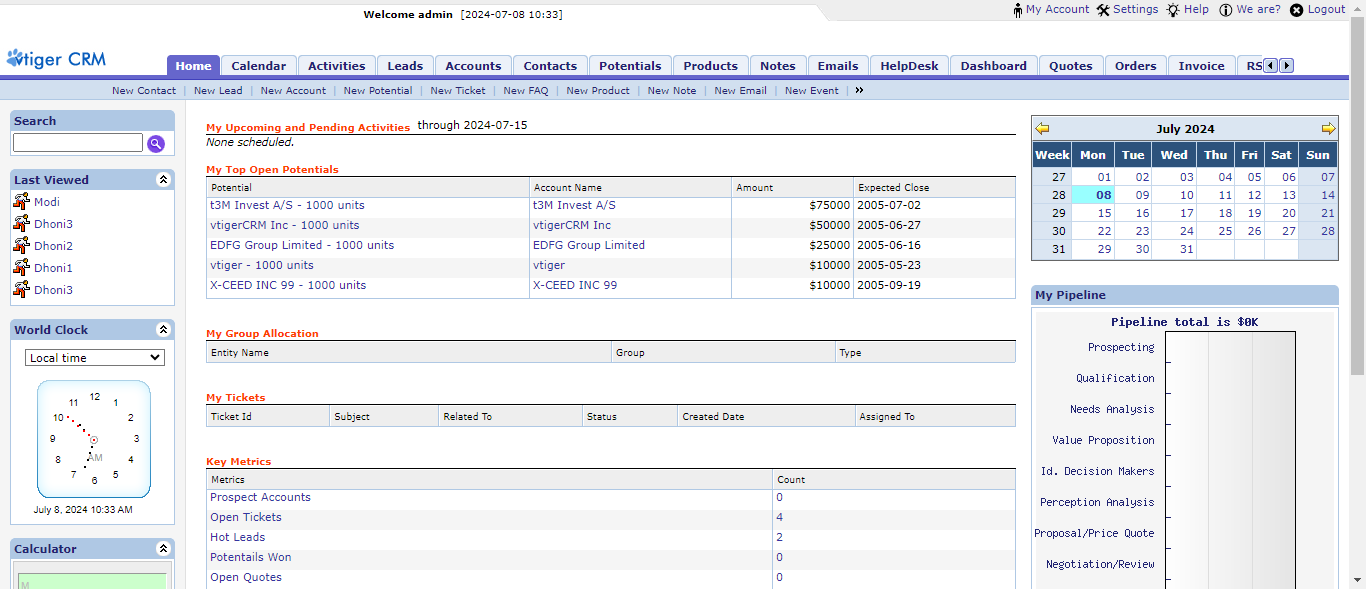 Welcome admin [2024-07-08 10:33]
My Account Settings Help We are? Logout
vtiger CRM
Home Calendar Activities Leads Accounts Contacts Potentials Products Notes Emails HelpDesk Dashboard Quotes Orders Invoice RS
New Contact | New Lead | New Account | New Potential | New Ticket | New FAQ | New Product | New Note | New Email | New Event | »
Search
Last Viewed
Modi
Dhoni3
Dhoni2
Dhoni1
Dhoni3
World Clock
Local time
12
11 1
10 2
9 3
8 4
7 5
6
AM
July 8, 2024 10:33 AM
Calculator
M
My Upcoming and Pending Activities through 2024-07-15
None scheduled.
My Top Open Potentials
Potential Account Name Amount Expected Close
t3M Invest A/S - 1000 units t3M Invest A/S $75000 2005-07-02
vtigerCRM Inc - 1000 units vtigerCRM Inc $50000 2005-06-27
EDFG Group Limited - 1000 units EDFG Group Limited $25000 2005-06-16
vtiger - 1000 units vtiger $10000 2005-05-23
X-CEED INC 99 - 1000 units X-CEED INC 99 $10000 2005-09-19
My Group Allocation
Entity Name Group Type
My Tickets
Ticket Id Subject Related To Status Created Date Assigned To
Key Metrics
Metrics Count
Prospect Accounts 0
Open Tickets 4
Hot Leads 2
Potentails Won 0
Open Quotes 0
July 2024
Week Mon Tue Wed Thu Fri Sat Sun
27 01 02 03 04 05 06 07
28 08 09 10 11 12 13 14
29 15 16 17 18 19 20 21
30 22 23 24 25 26 27 28
31 29 30 31
My Pipeline
Pipeline total is $0K
Prospecting
Qualification
Needs Analysis
Value Proposition
Id. Decision Makers
Perception Analysis
Proposal/Price Quote
Negotiation/Review